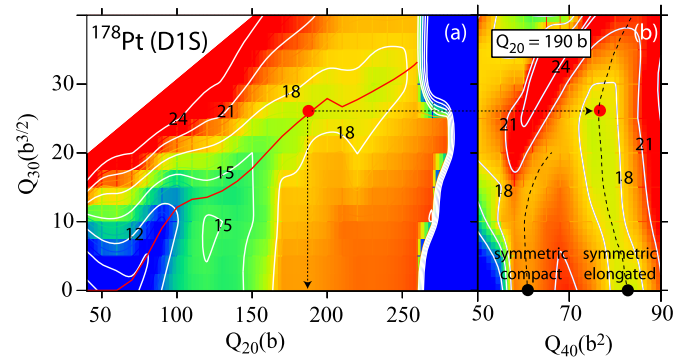 ¹⁷⁸Pt (D1S)
(a)
Q₂₀ = 190 b
(b)
30
20
10
0
Q₃₀(b³ᐟ²)
24
21
18
18
15
15
12
24
21
21
18
18
symmetric
compact
symmetric
elongated
50
100
150
200
250
50
70
90
Q₂₀(b)
Q₄₀(b²)